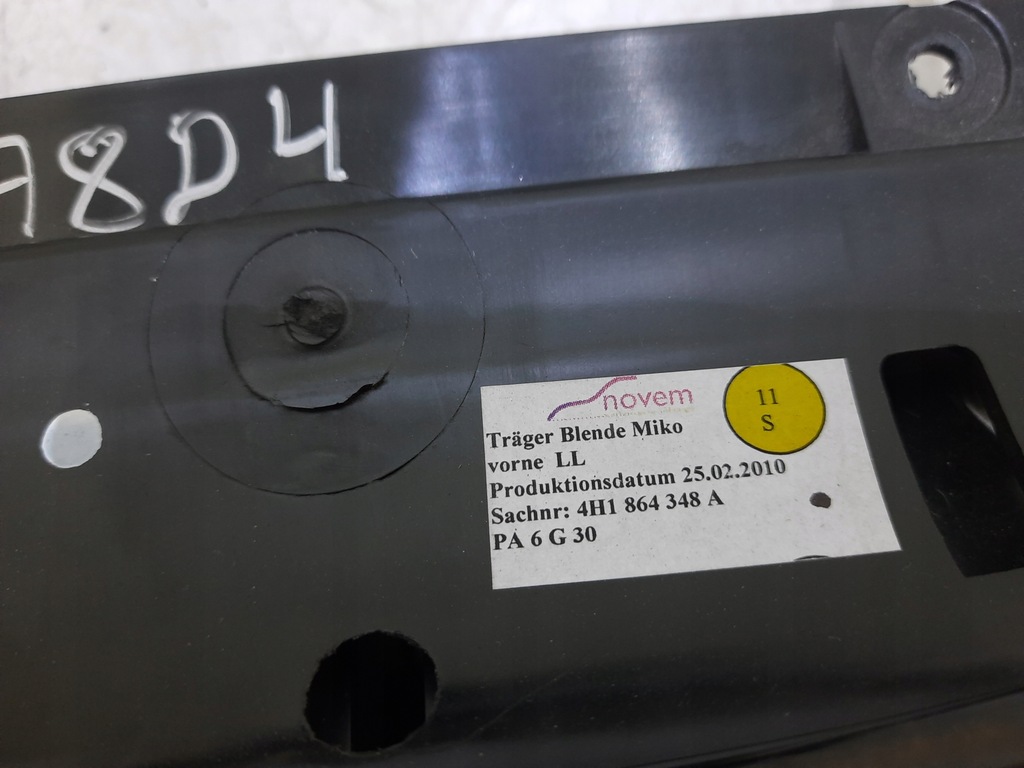 A8D4
novem
11
S
Träger Blende Miko
vorne LL
Produktionsdatum 25.02.2010
Sachnr: 4H1 864 348 A
PA 6 G 30